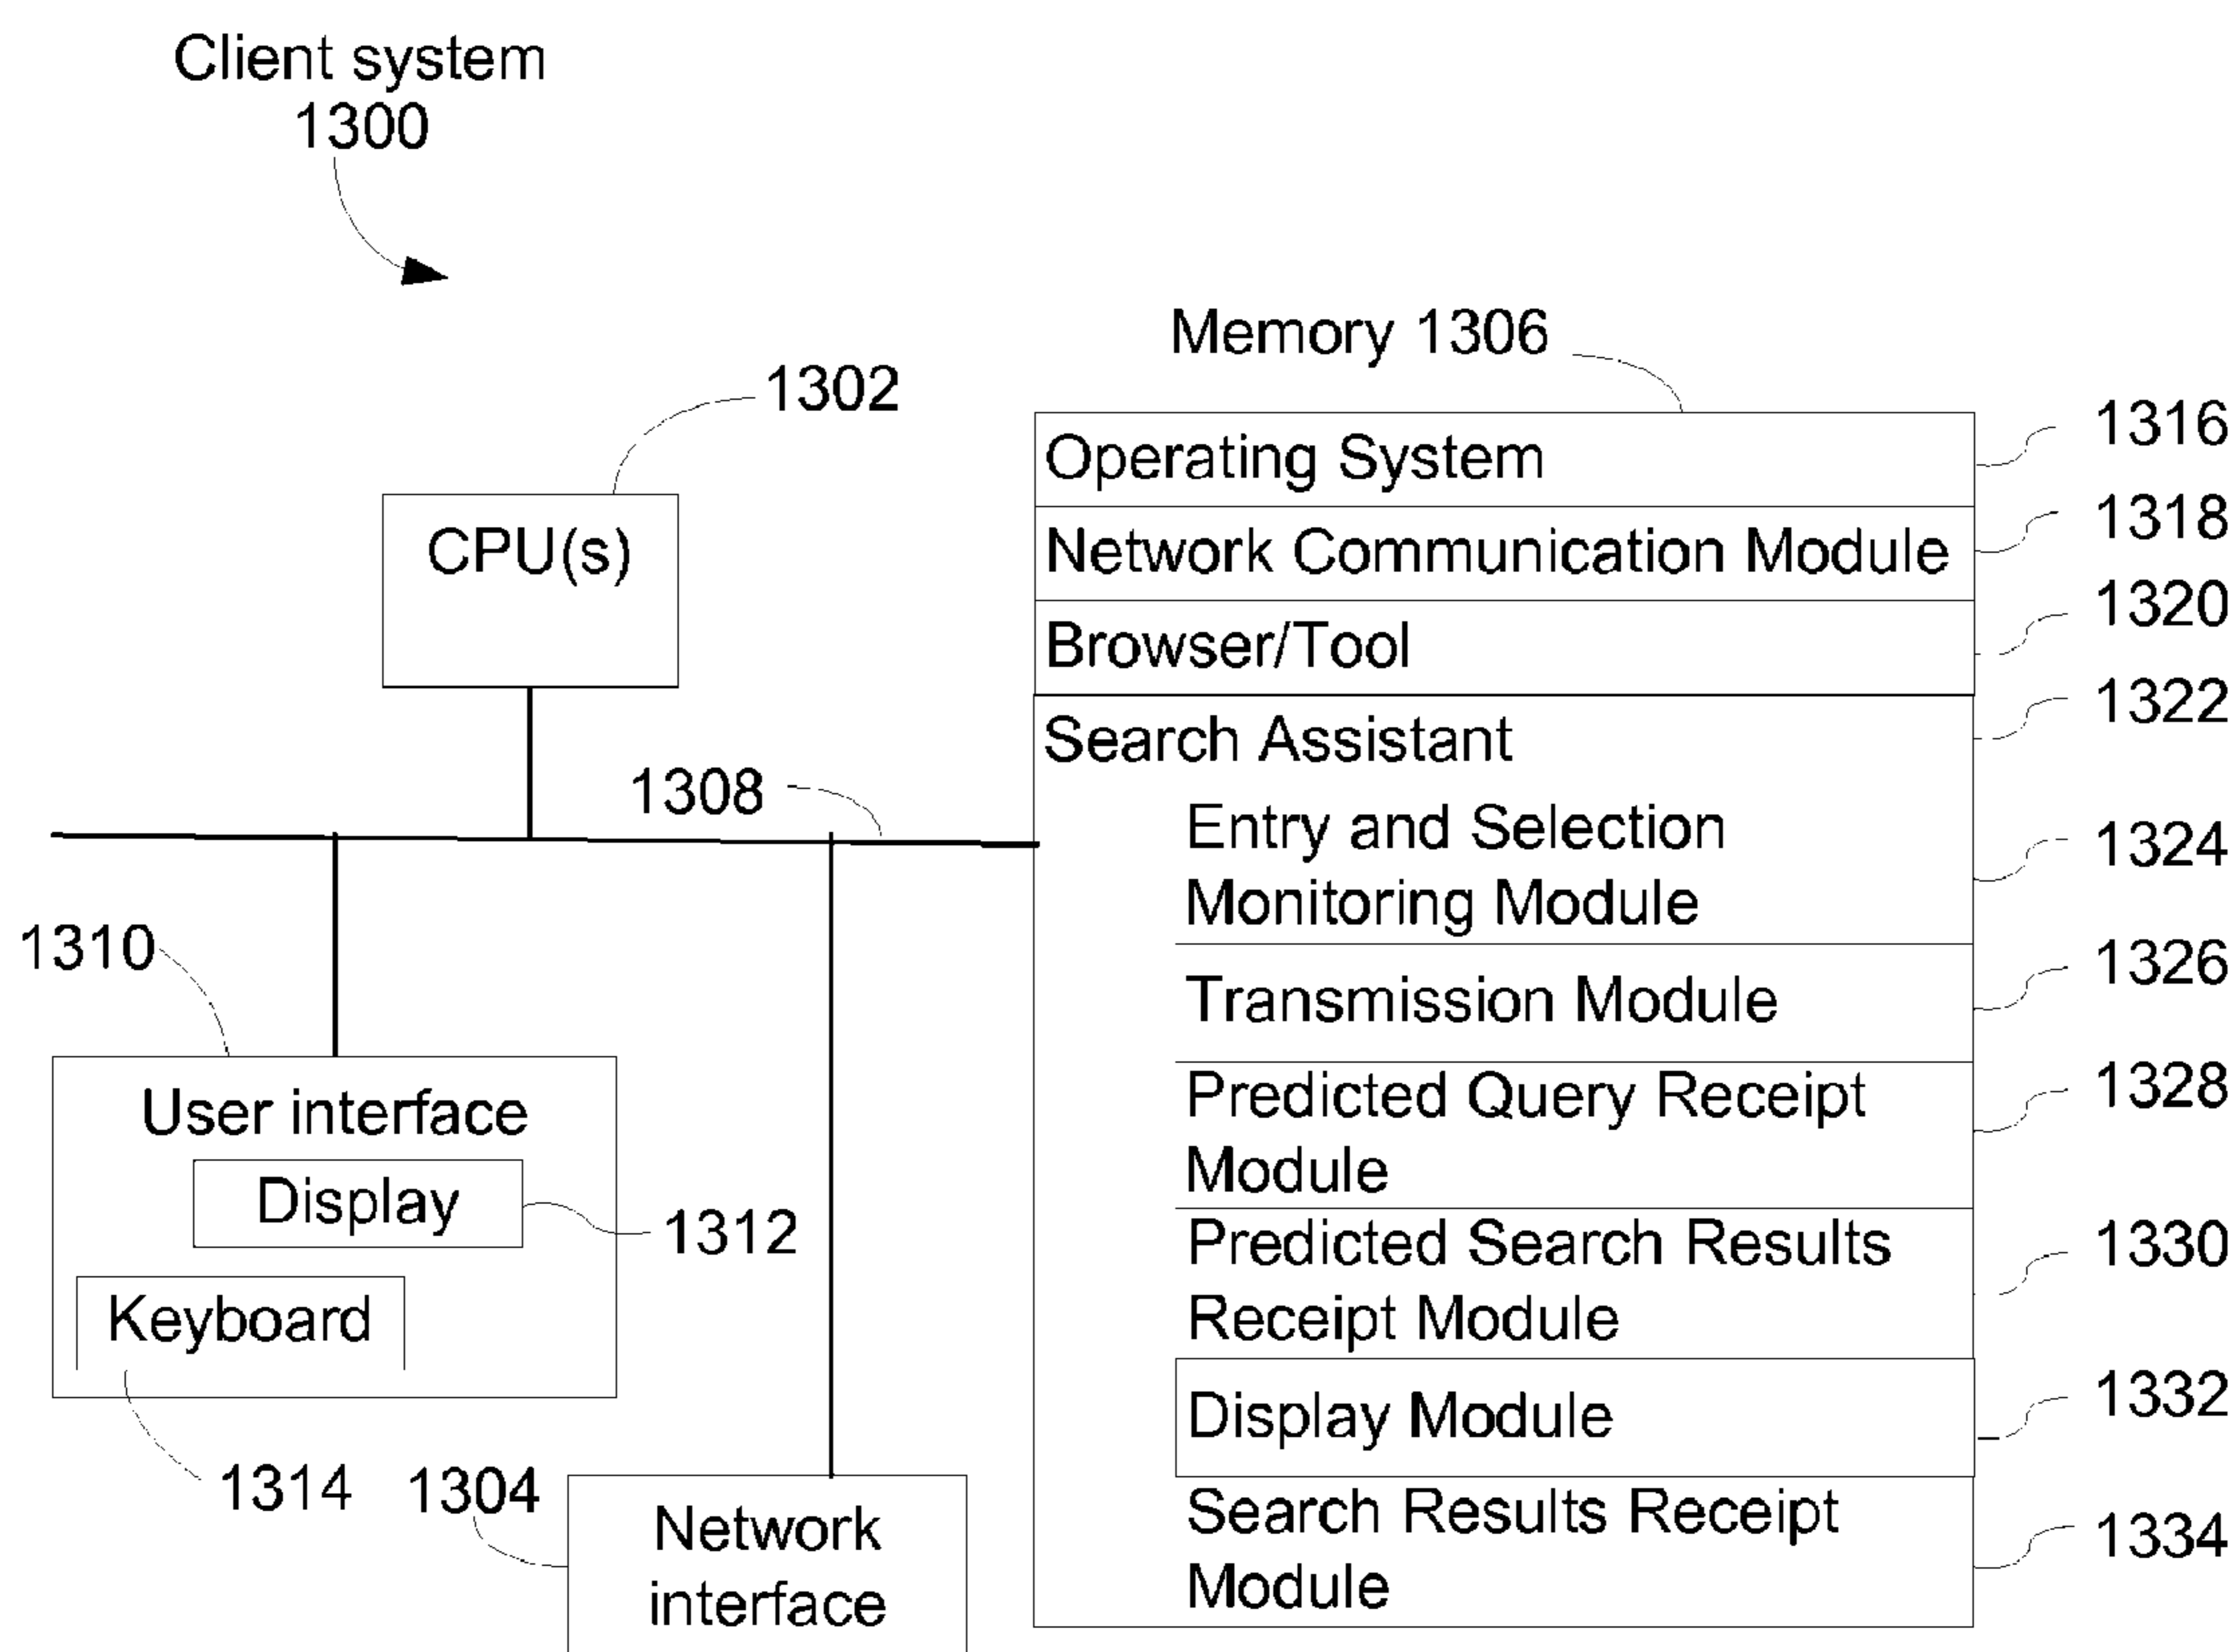 Client system
1300
Memory 1306
1302
CPU(s)
1308
1310
User interface
Display
1312
Keyboard
1314
1304
Network
interface
Operating System
1316
Network Communication Module
1318
Browser/Tool
1320
Search Assistant
1322
Entry and Selection
Monitoring Module
1324
Transmission Module
1326
Predicted Query Receipt
Module
1328
Predicted Search Results
Receipt Module
1330
Display Module
1332
Search Results Receipt
Module
1334